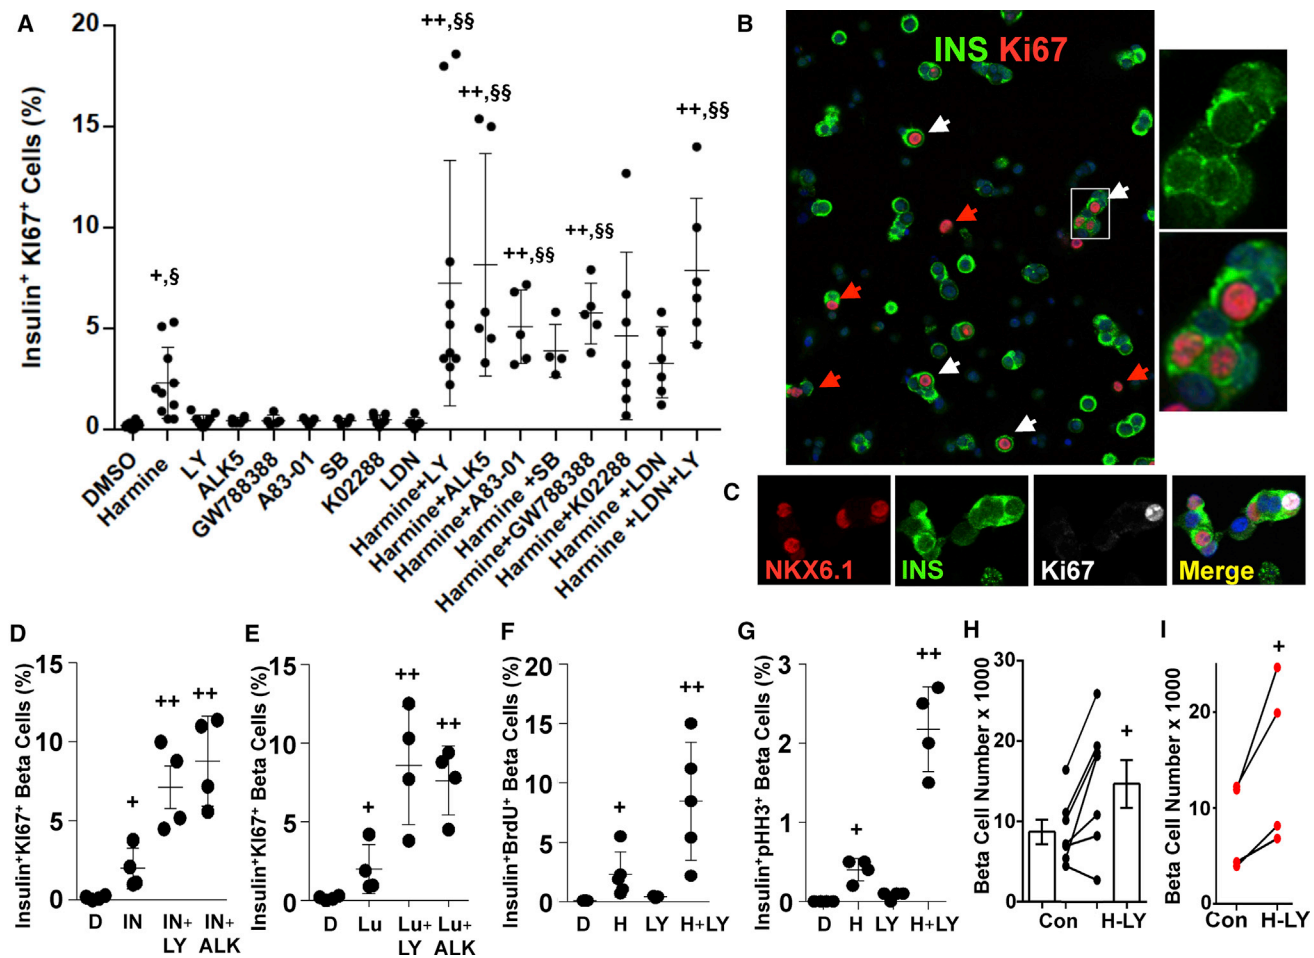 A
Insulin⁺ KI67⁺ Cells (%)
20
15
10
5
0
+,§
++,§§
++,§§
++,§§
++,§§
++,§§
DMSO
Harmine
LY
ALK5
GW788388
A83-01
SB
K02288
LDN
Harmine+LY
Harmine+ALK5
Harmine+A83-01
Harmine +SB
Harmine+GW788388
Harmine+K02288
Harmine +LDN
Harmine +LDN+LY
B
INS Ki67
C
NKX6.1
INS
Ki67
Merge
D
Insulin⁺KI67⁺ Beta Cells (%)
15
10
5
0
+
++
++
D
IN
IN+
LY
IN+
ALK
E
Insulin⁺KI67⁺ Beta Cells (%)
15
10
5
0
+
++
++
D
Lu
Lu+
LY
Lu+
ALK
F
Insulin⁺BrdU⁺ Beta Cells (%)
20
15
10
5
0
+
++
D
H
LY
H+LY
G
Insulin⁺pHH3⁺ Beta Cells (%)
3
2
1
0
+
++
D
H
LY
H+LY
H
Beta Cell Number x 1000
30
20
10
0
+
Con
H-LY
I
Beta Cell Number x 1000
20
10
0
+
Con
H-LY